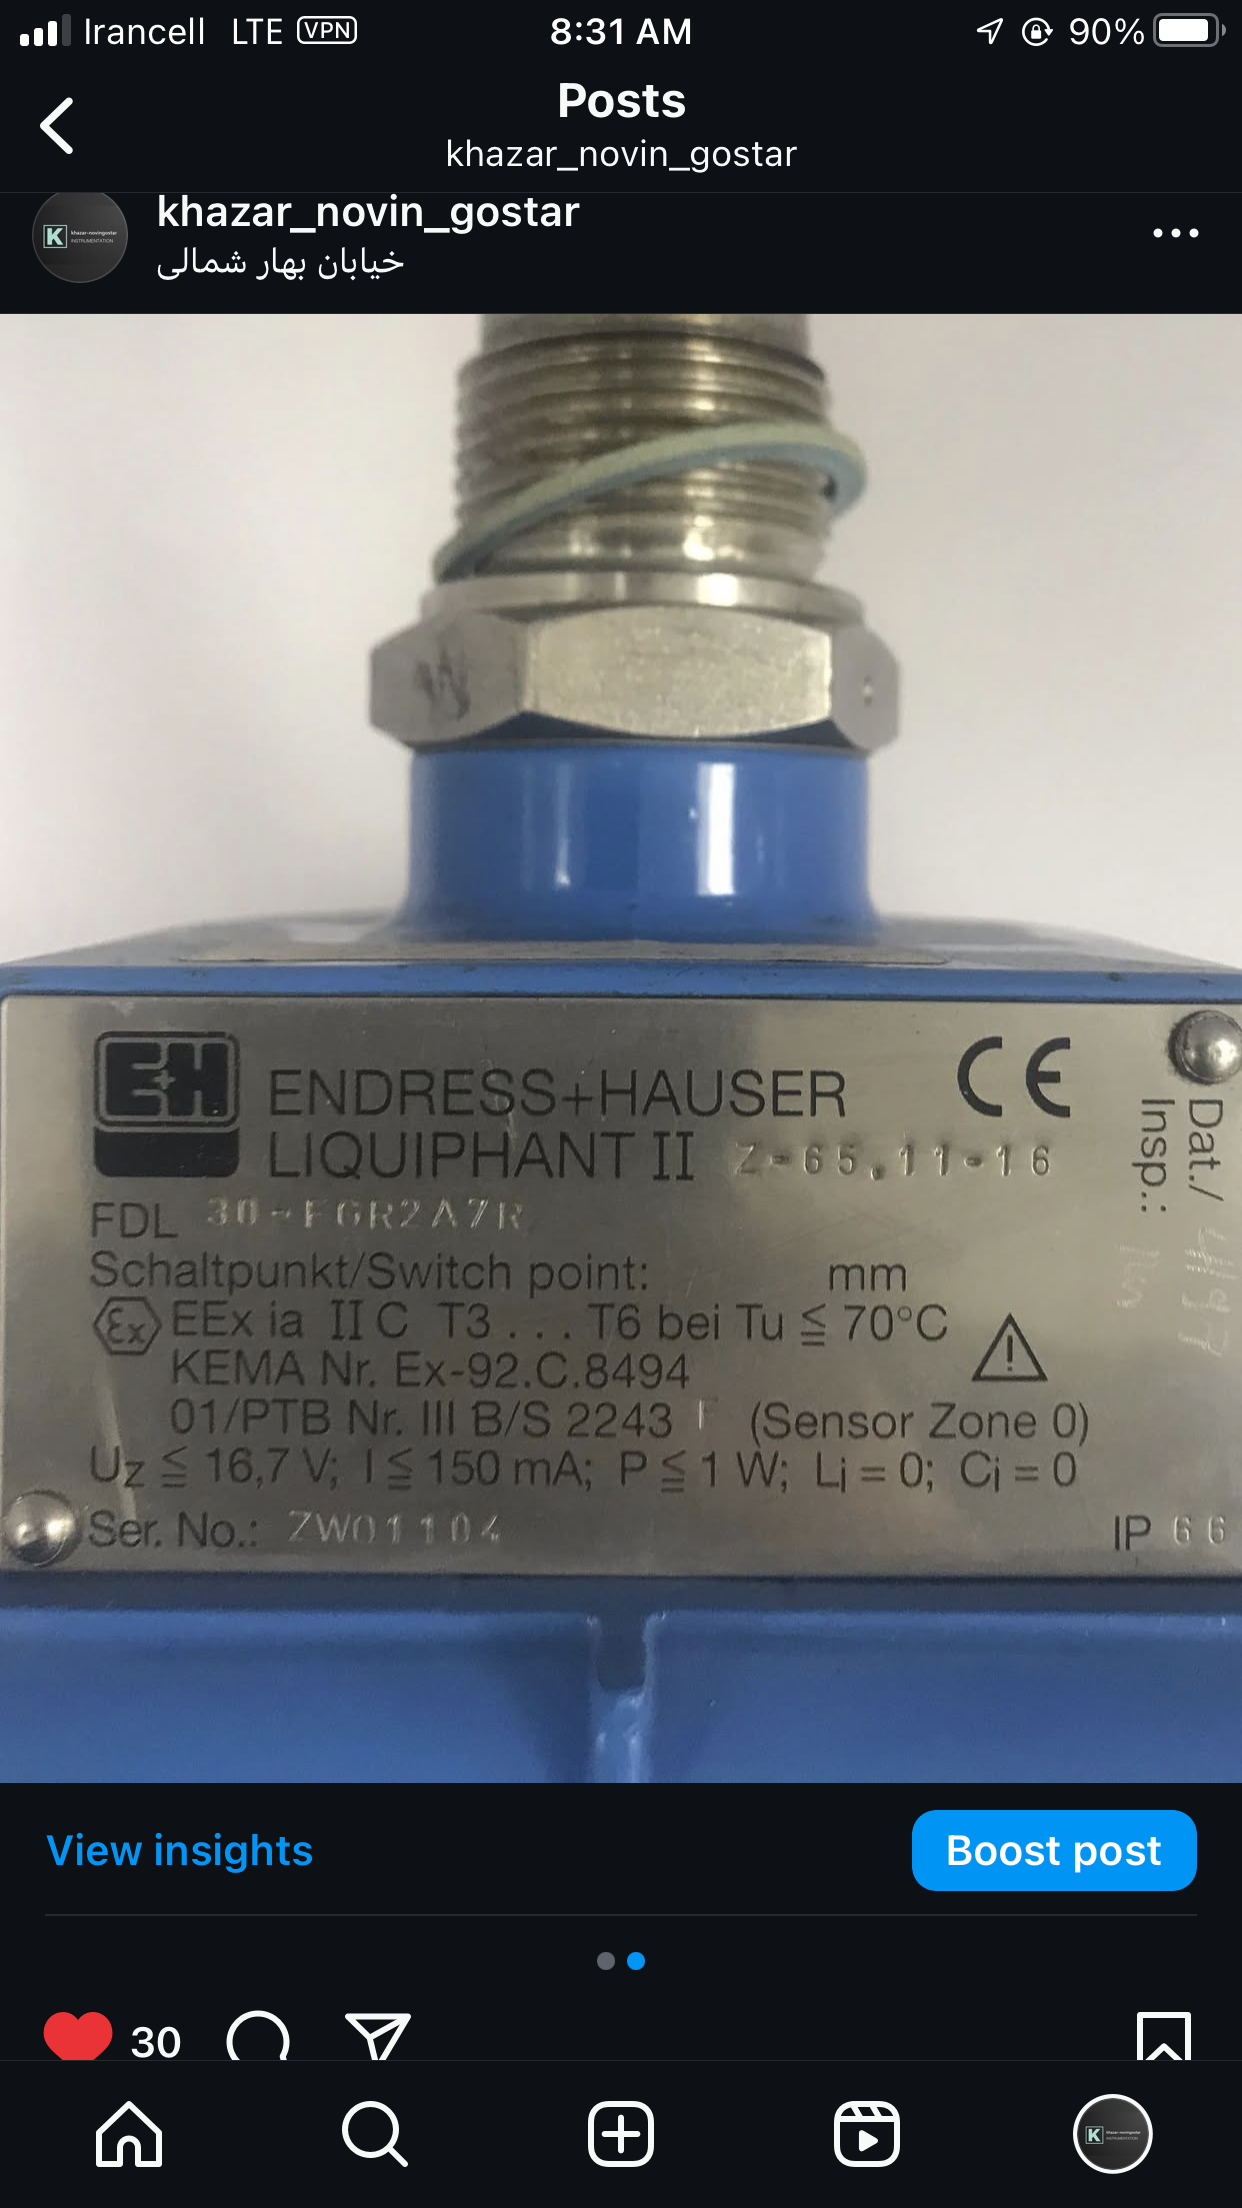 Irancell LTE VPN 8:31 AM 90%
Posts
khazar_novin_gostar
khazar_novin_gostar
خیابان بهار شمالی
E+H
ENDRESS+HAUSER
CE
LIQUIPHANT II Z-65.11-16
Dat./
Insp.:
FDL 30-FGR2A7R
Schaltpunkt/Switch point: mm
Ex EEx ia II C T3 . . . T6 bei Tu ≦ 70°C
KEMA Nr. Ex-92.C.8494
01/PTB Nr. III B/S 2243 (Sensor Zone 0)
Uz ≦ 16,7 V; I ≦ 150 mA; P ≦ 1 W; Li = 0; Ci = 0
Ser. No.: ZW01104
IP 66
View insights
Boost post
30